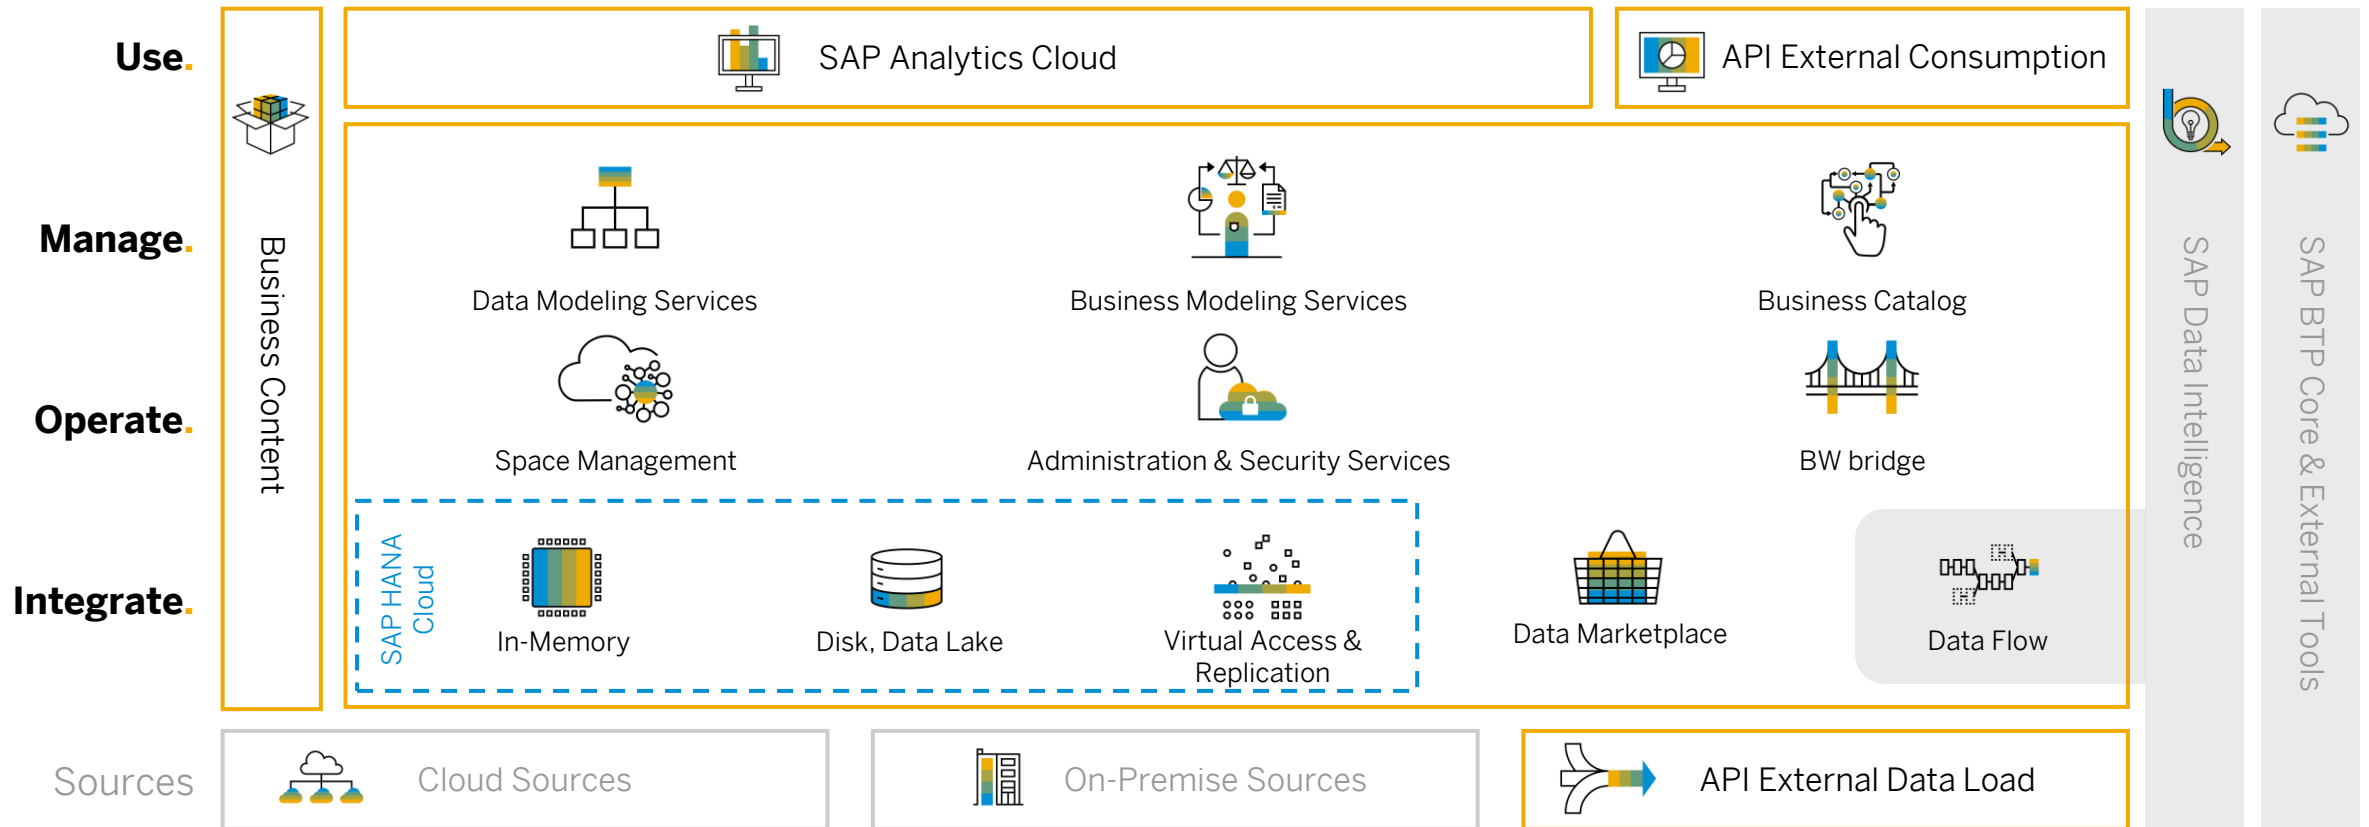 Use.
SAP Analytics Cloud
API External Consumption
Manage.
Business Content
Data Modeling Services
Business Modeling Services
Business Catalog
Operate.
Space Management
Administration & Security Services
BW bridge
Integrate.
SAP HANA
Cloud
In-Memory
Disk, Data Lake
Virtual Access &
Replication
Data Marketplace
Data Flow
SAP Data Intelligence
SAP BTP Core & External Tools
Sources
Cloud Sources
On-Premise Sources
API External Data Load